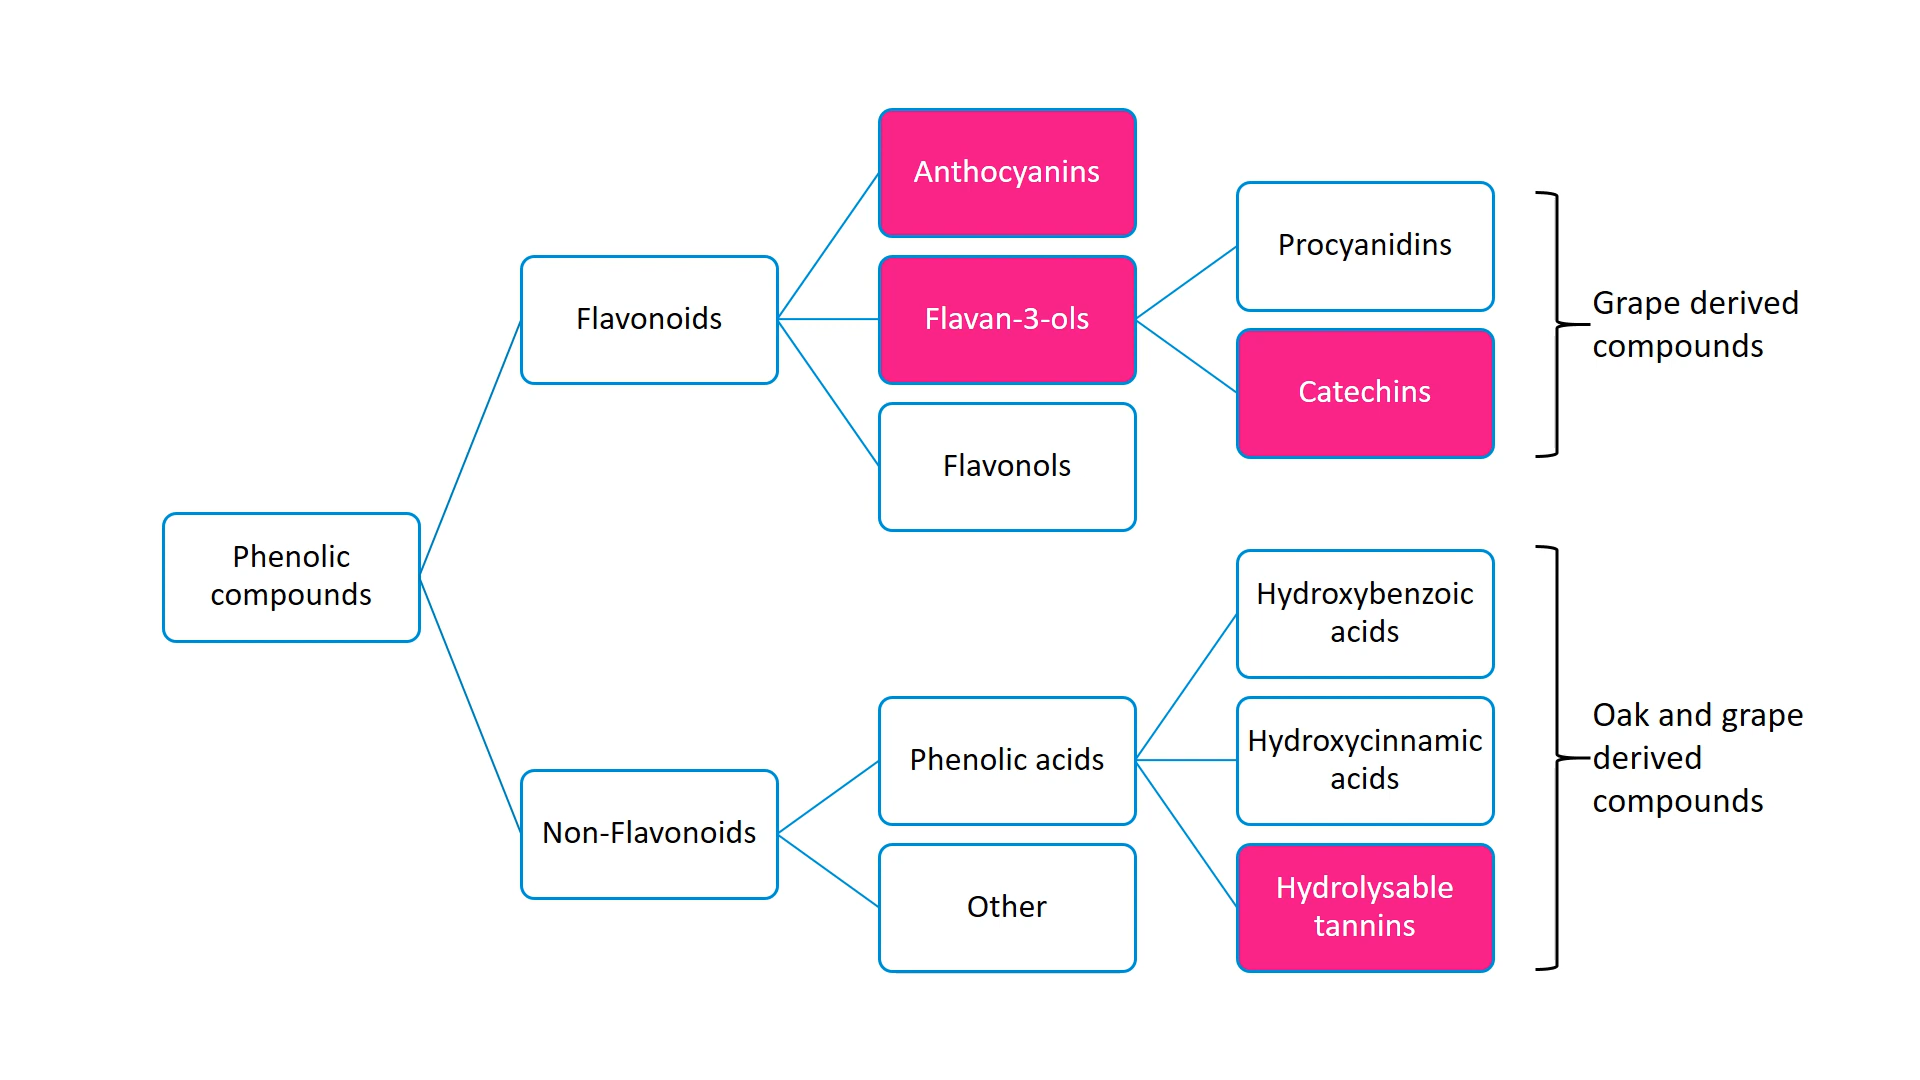 Anthocyanins
Procyanidins
Grape derived
compounds
Flavonoids
Flavan-3-ols
Catechins
Flavonols
Phenolic
compounds
Hydroxybenzoic
acids
Oak and grape
derived
compounds
Phenolic acids
Hydroxycinnamic
acids
Non-Flavonoids
Other
Hydrolysable
tannins